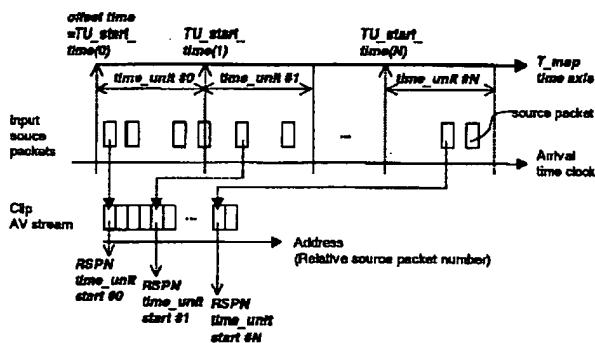 offset time
=TU_start_
time(0)
TU_start_
time(1)
TU_start_
time(N)
T_map
time axis
time_unit #0
time_unit #1
time_unit #N
Input
souce
packets
source packet
...
Arrival
time clock
Clip
AV stream
...
Address
(Relative source packet number)
RSPN
time_unit
start #0
RSPN
time_unit
start #1
RSPN
time_unit
start #N